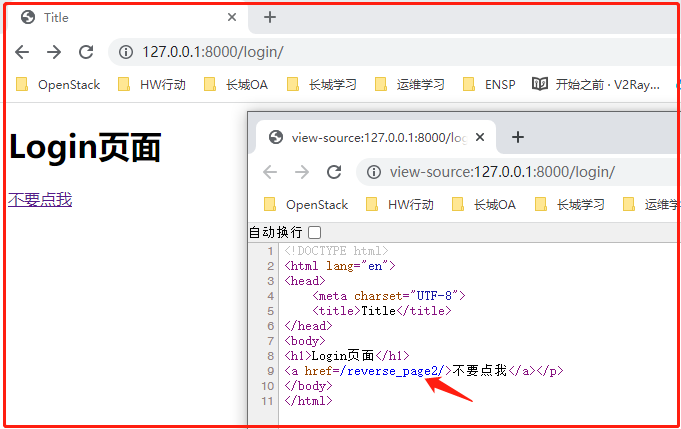 Title
127.0.0.1:8000/login/
OpenStack HW行动 长城OA 长城学习 运维学习 ENSP 开始之前 · V2Ray...
Login页面
不要点我
view-source:127.0.0.1:8000/log
view-source:127.0.0.1:8000/login/
OpenStack HW行动 长城OA 长城学习 运维学
自动换行
1 <!DOCTYPE html>
2 <html lang="en">
3 <head>
4 <meta charset="UTF-8">
5 <title>Title</title>
6 </head>
7 <body>
8 <h1>Login页面</h1>
9 <a href=/reverse_page2/>不要点我</a></p>
10 </body>
11 </html>